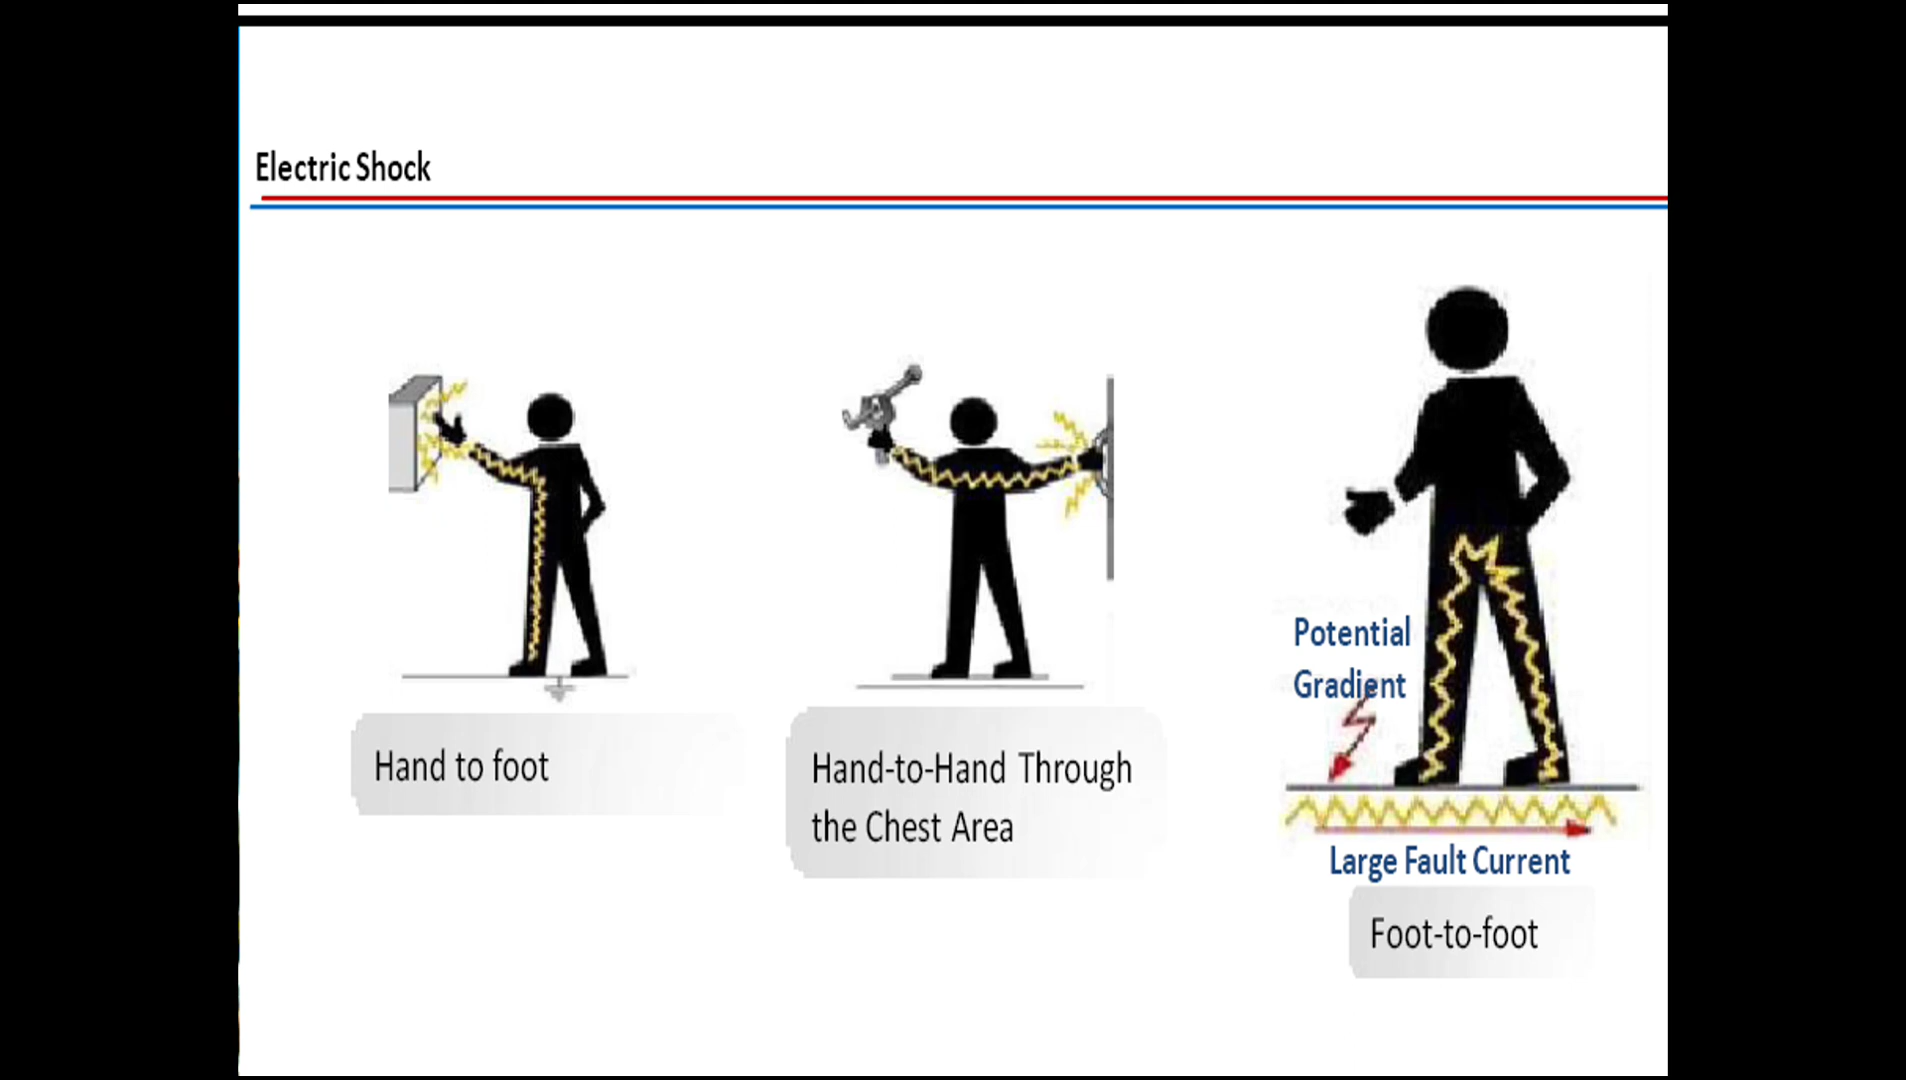 Electric Shock
Hand to foot
Hand-to-Hand Through
the Chest Area
Potential
Gradient
Large Fault Current
Foot-to-foot